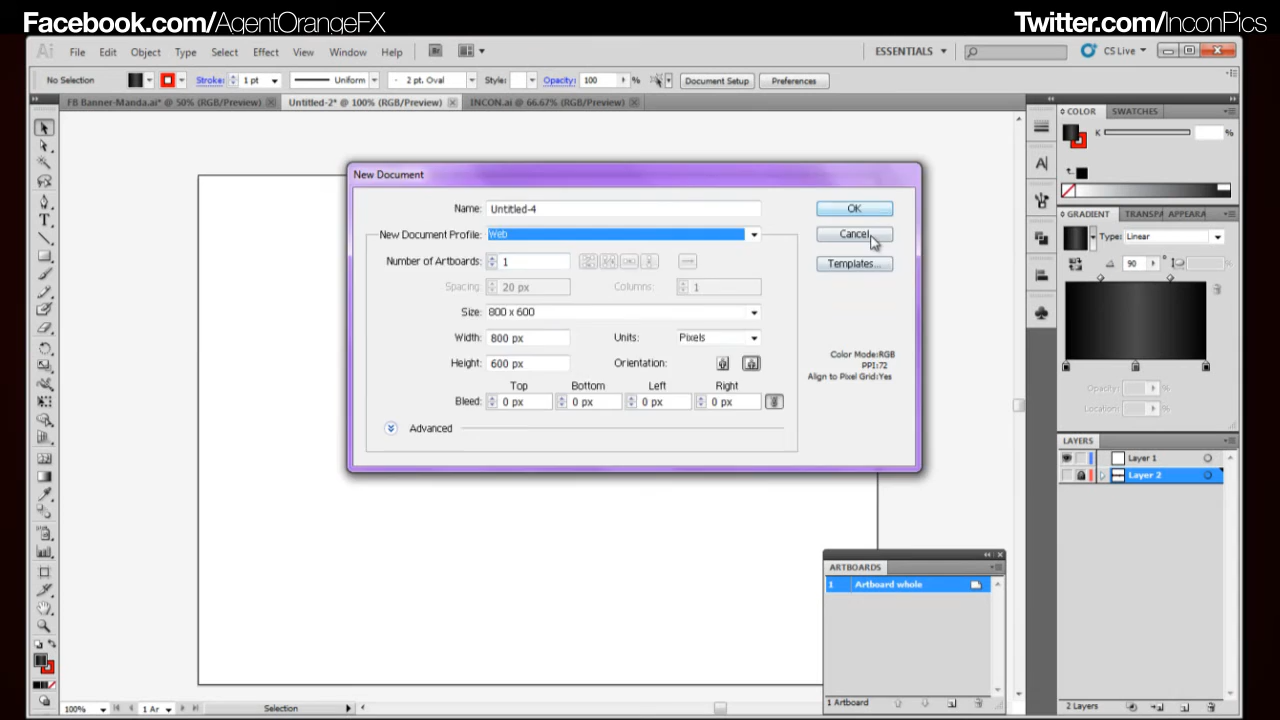 Facebook.com/AgentOrangeFX
Twitter.com/InconPics
Ai File Edit Object Type Select Effect View Window Help Br ESSENTIALS CS Live
No Selection Stroke: 1 pt Uniform 2 pt. Oval Style: Opacity: 100 % Document Setup Preferences
FB Banner-Manda.ai* @ 50% (RGB/Preview) Untitled-2* @ 100% (RGB/Preview) INCON.ai @ 66.67% (RGB/Preview)
New Document
Name: Untitled-4
New Document Profile: Web
Number of Artboards: 1
Spacing: 20 px Columns: 1
Size: 800 x 600
Width: 800 px Units: Pixels
Height: 600 px Orientation:
Top Bottom Left Right
Bleed: 0 px 0 px 0 px 0 px
Advanced
OK
Cancel
Templates...
Color Mode:RGB
PPI:72
Align to Pixel Grid:Yes
COLOR SWATCHES
K %
GRADIENT TRANSPA APPEARA
Type: Linear
90
Opacity: %
Location: %
LAYERS
Layer 1
Layer 2
2 Layers
ARTBOARDS
1 Artboard whole
1 Artboard
100% 1 Ar Selection